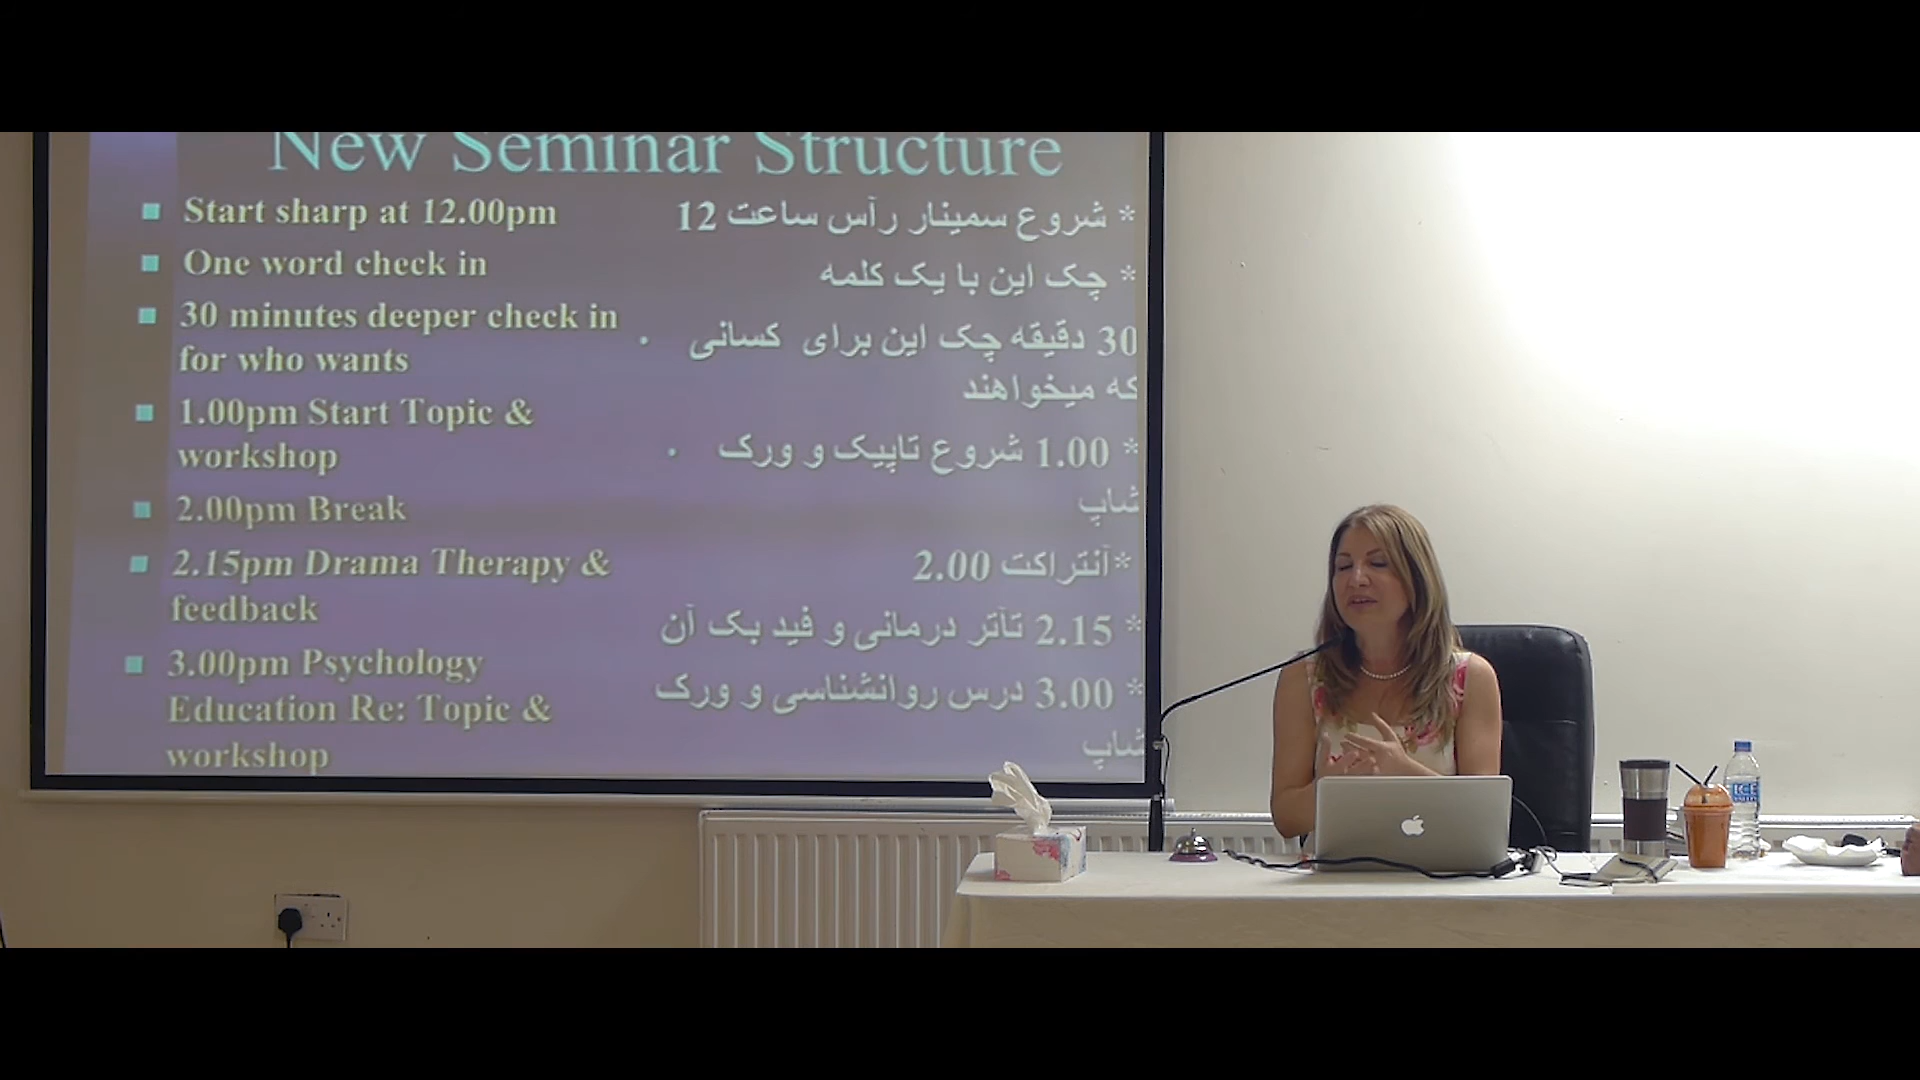 New Seminar Structure
Start sharp at 12.00pm
One word check in
30 minutes deeper check in
for who wants
1.00pm Start Topic &
workshop
2.00pm Break
2.15pm Drama Therapy &
feedback
3.00pm Psychology
Education Re: Topic &
workshop
* شروع سمینار رآس ساعت 12
* چک این با یک کلمه
30 دقیقه چک این برای کسانی
که میخواهند
* 1.00 شروع تاپیک و ورک
شاپ
*آنتراکت 2.00
* 2.15 تآتر درمانی و فید بک آن
* 3.00 درس روانشناسی و ورک
شاپ
ICE